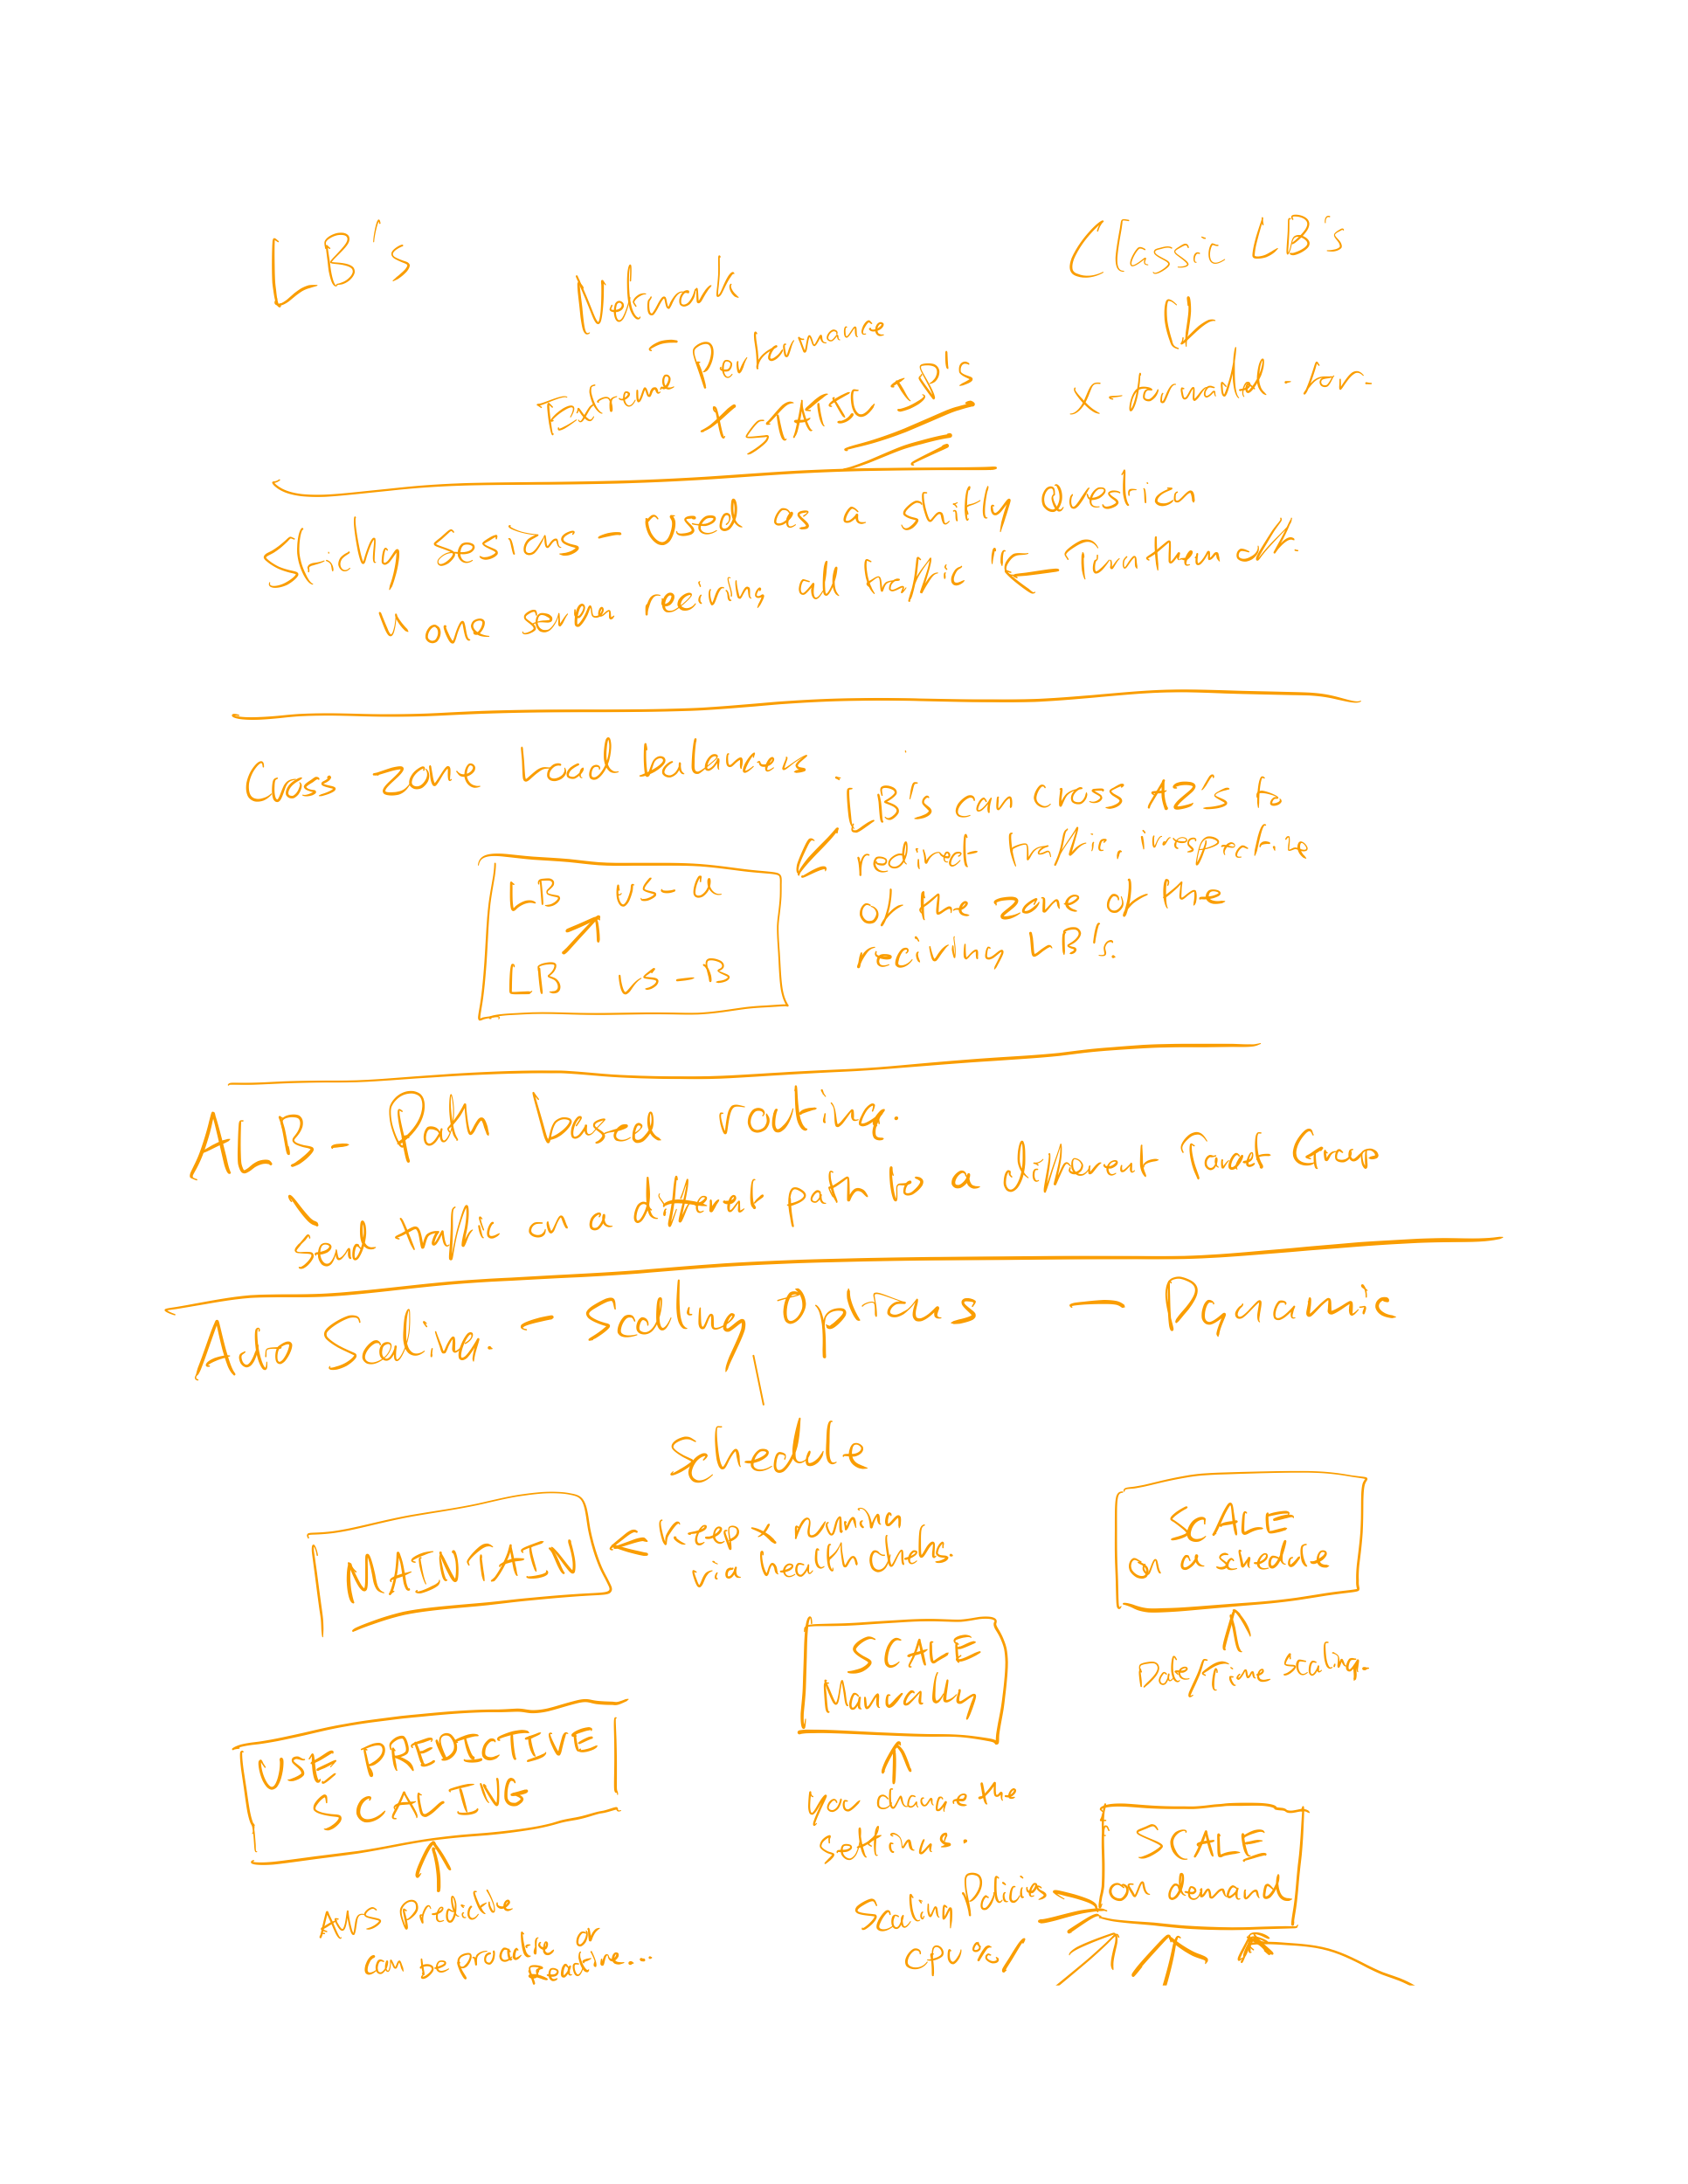 LB's
Network
- Extreme Performance
+ STATIC IP's
Classic LB's
x-forwarded-for.
Sticky sessions - used as a shitly question
"one server receiving all traffic" ← Turn them off.
Cross zone load balancers.
LB us-a
LB us-B
LB's can cross AZ's to
redirect traffic, irrespective
of the zone of the
reciving LB's.
ALB - Path based routing.
Send traffic on a different path to a different Target Group
Auto Scaling. - Scaling Options - Dynamic
Schedule
MAINTAIN
← Keep x running
via health checks.
SCALE
on a schedule
Date/Time scaling.
SCALE
Manually
You change the
settings.
USE PREDICTIVE
SCALING
AWS Predictive
can be proactive or
Reactive...
SCALE
on demand
Scaling Policies
CPU %